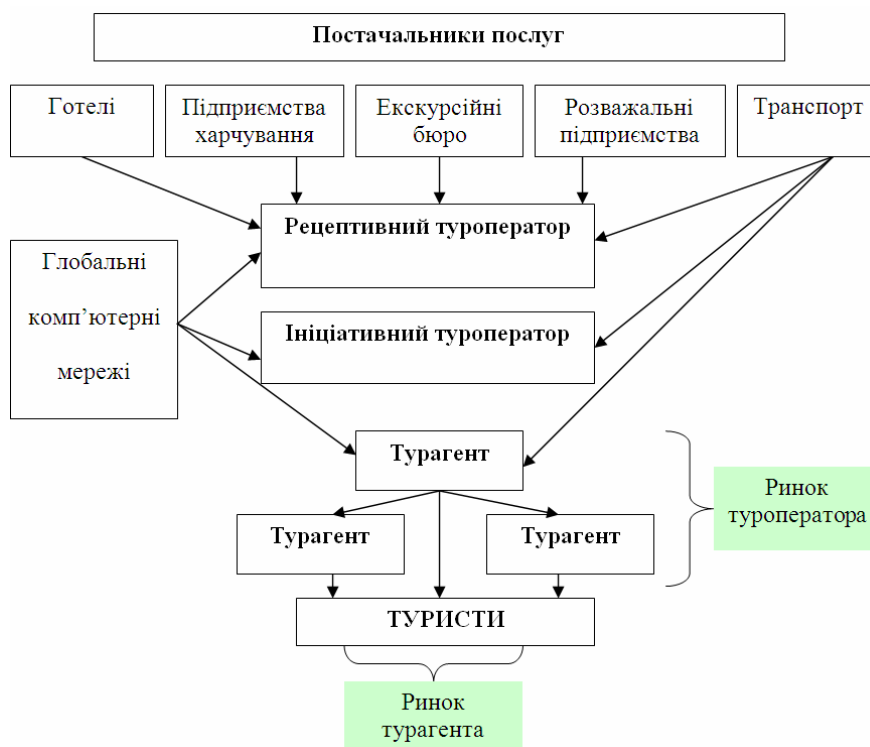 Постачальники послуг
Готелі
Підприємства
харчування
Екскурсійні
бюро
Розважальні
підприємства
Транспорт
Рецептивний туроператор
Глобальні
комп’ютерні
мережі
Ініціативний туроператор
Турагент
Ринок
туроператора
Турагент
Турагент
ТУРИСТИ
Ринок
турагента